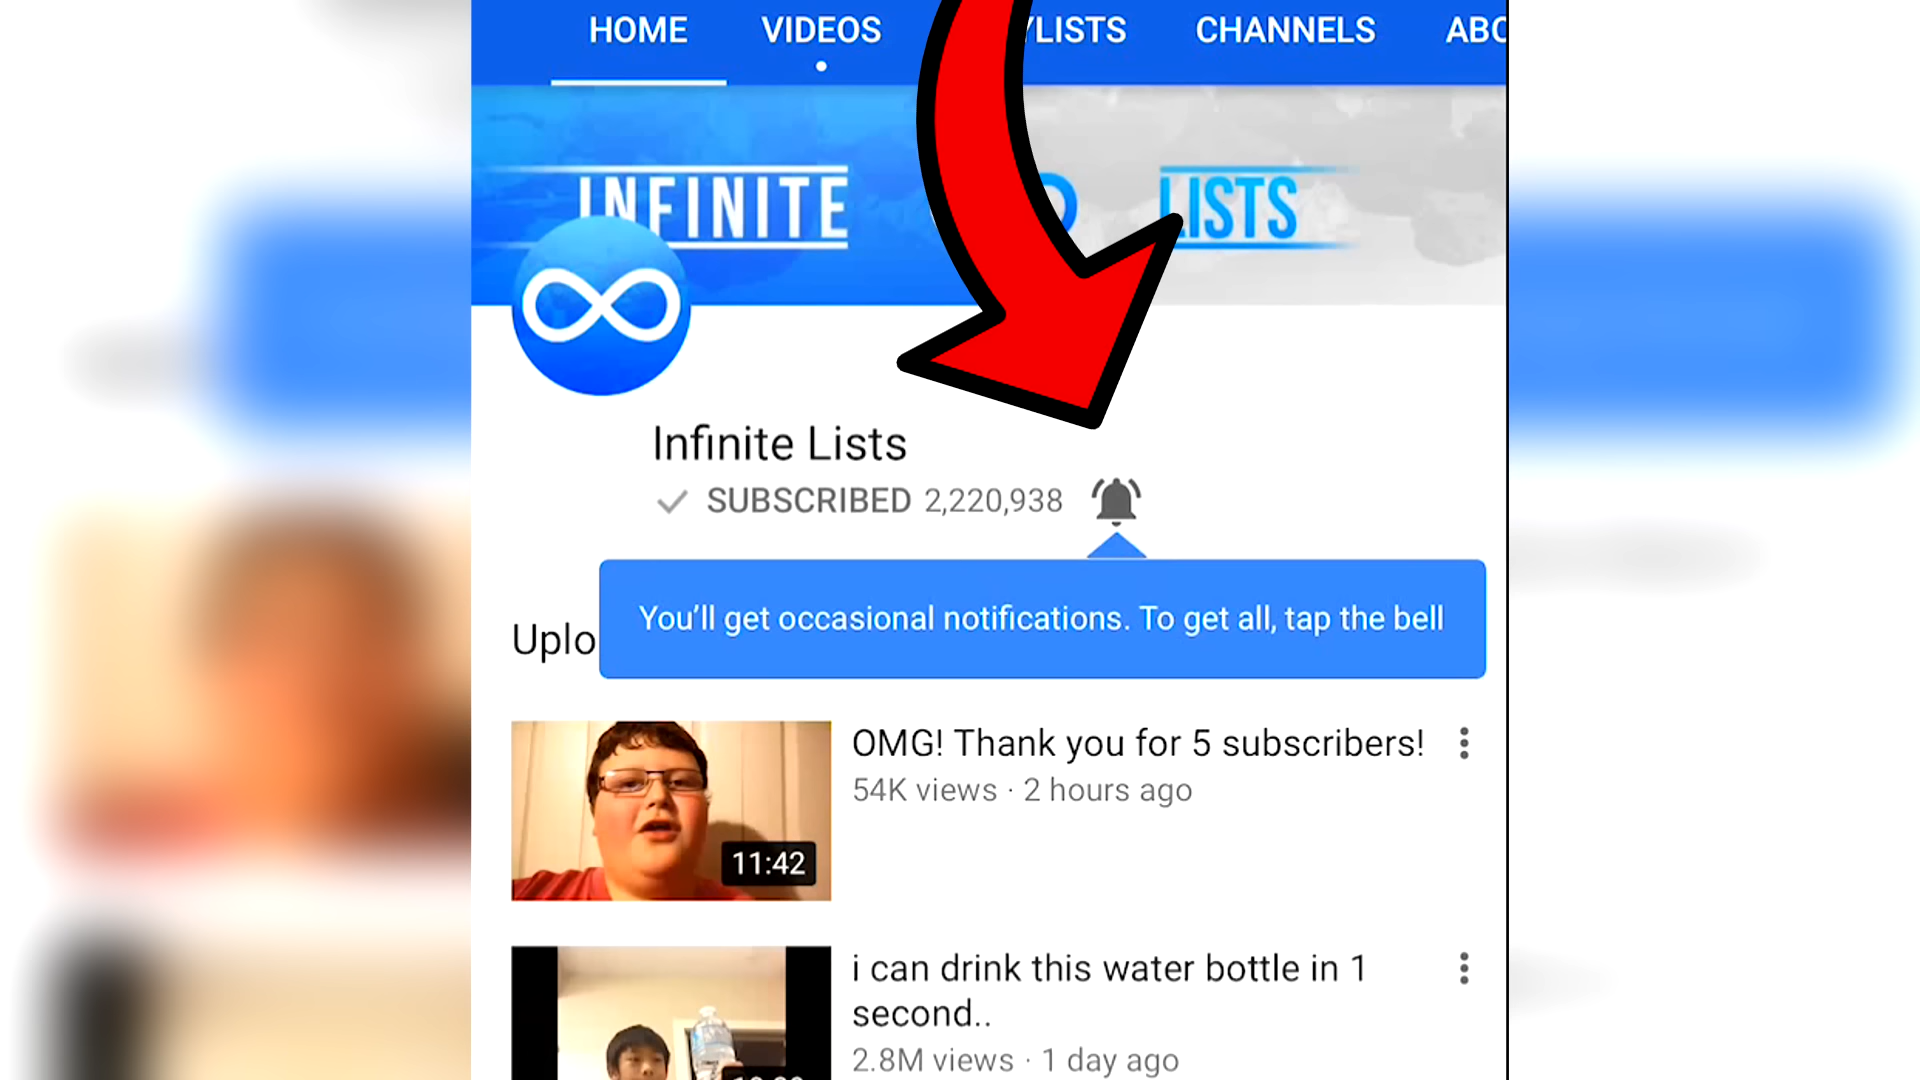 HOME VIDEOS YLISTS CHANNELS ABC
INFINITE LISTS
Infinite Lists
SUBSCRIBED 2,220,938
You'll get occasional notifications. To get all, tap the bell
Uplo
OMG! Thank you for 5 subscribers!
54K views · 2 hours ago
11:42
i can drink this water bottle in 1
second..
2.8M views · 1 day ago